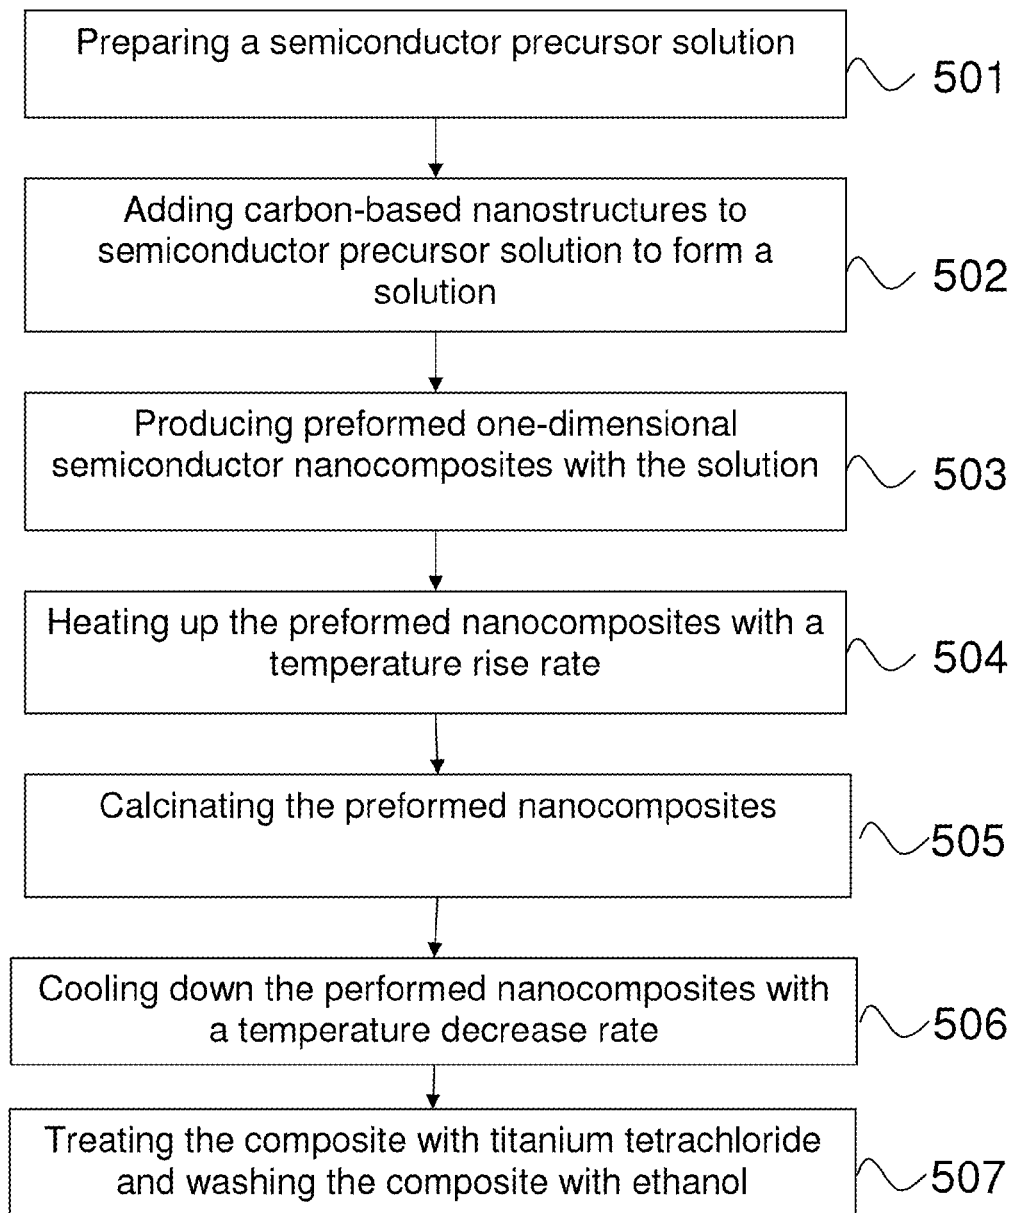 Preparing a semiconductor precursor solution
501
Adding carbon-based nanostructures to
semiconductor precursor solution to form a
solution
502
Producing preformed one-dimensional
semiconductor nanocomposites with the solution
503
Heating up the preformed nanocomposites with a
temperature rise rate
504
Calcinating the preformed nanocomposites
505
Cooling down the performed nanocomposites with
a temperature decrease rate
506
Treating the composite with titanium tetrachloride
and washing the composite with ethanol
507